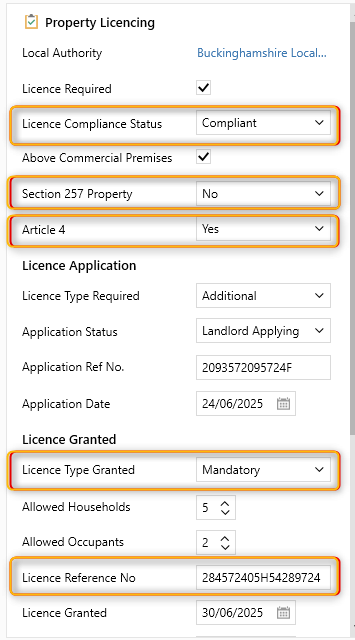 Property Licencing
Local Authority Buckinghamshire Local...
Licence Required
Licence Compliance Status Compliant
Above Commercial Premises
Section 257 Property No
Article 4 Yes
Licence Application
Licence Type Required Additional
Application Status Landlord Applying
Application Ref No. 2093572095724F
Application Date 24/06/2025
Licence Granted
Licence Type Granted Mandatory
Allowed Households 5
Allowed Occupants 2
Licence Reference No 284572405H54289724
Licence Granted 30/06/2025